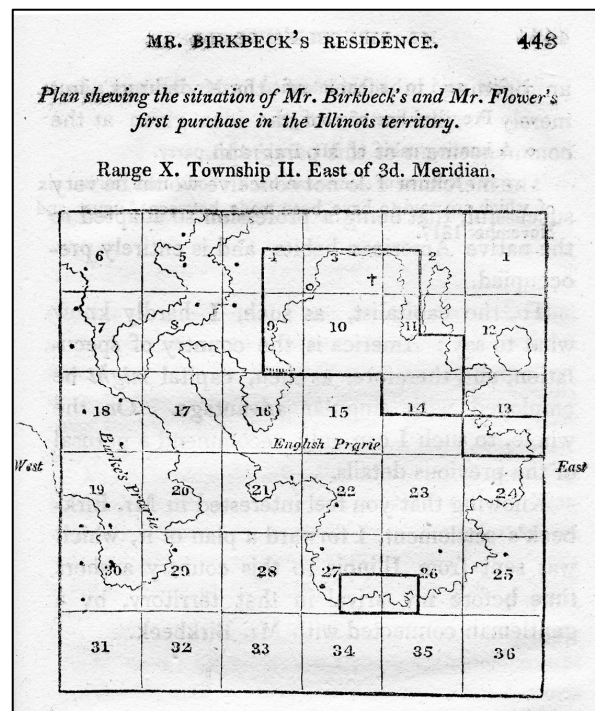 MR. BIRKBECK'S RESIDENCE. 443
Plan shewing the situation of Mr. Birkbeck's and Mr. Flower's
first purchase in the Illinois territory.
Range X. Township II. East of 3d. Meridian.
6 5 4 3 2 1
7 8 9 10 11 12
18 17 16 15 14 13
English Prarie
West Burke's Prairie East
19 20 21 22 23 24
30 29 28 27 26 25
31 32 33 34 35 36